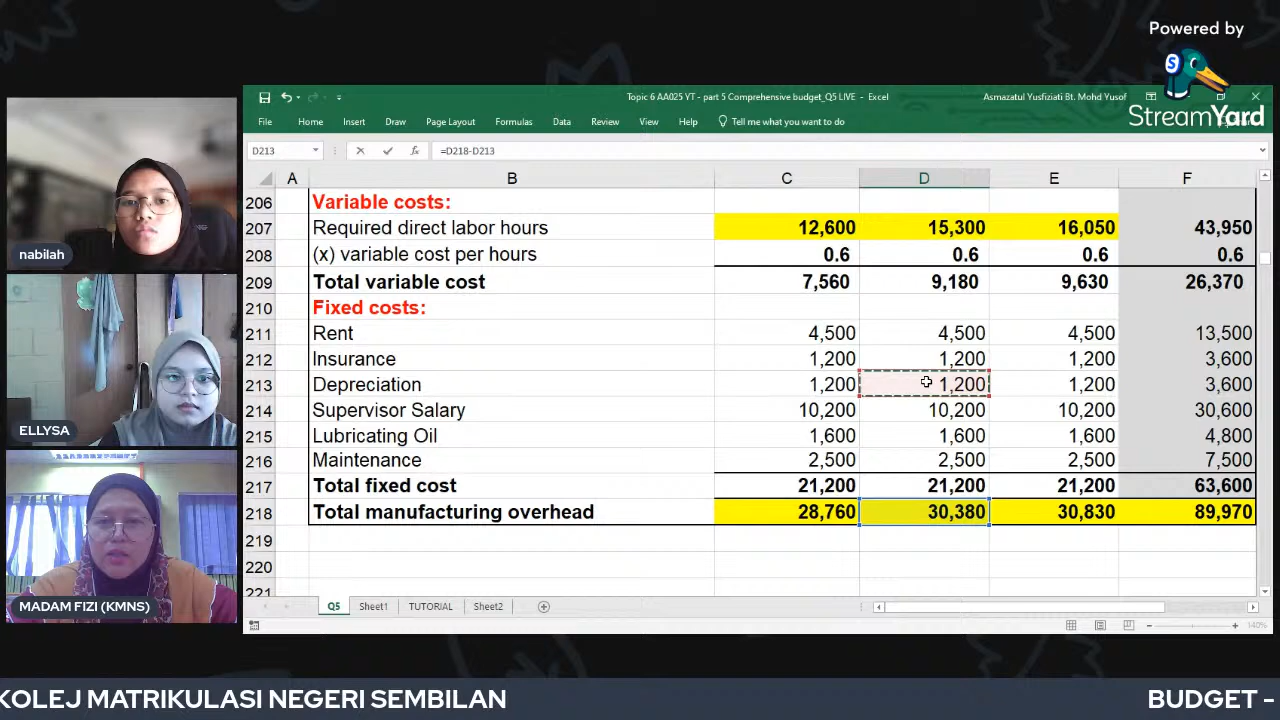 Powered by
S
StreamYard
Topic 6 AA025 YT - part 5 Comprehensive budget_Q5 LIVE - Excel
Asmazatul Yusfiziati Bt. Mohd Yusof
File Home Insert Draw Page Layout Formulas Data Review View Help Tell me what you want to do
D213 fx =D218-D213
A B C D E F
206 Variable costs:
207 Required direct labor hours 12,600 15,300 16,050 43,950
208 (x) variable cost per hours 0.6 0.6 0.6 0.6
209 Total variable cost 7,560 9,180 9,630 26,370
210 Fixed costs:
211 Rent 4,500 4,500 4,500 13,500
212 Insurance 1,200 1,200 1,200 3,600
213 Depreciation 1,200 1,200 1,200 3,600
214 Supervisor Salary 10,200 10,200 10,200 30,600
215 Lubricating Oil 1,600 1,600 1,600 4,800
216 Maintenance 2,500 2,500 2,500 7,500
217 Total fixed cost 21,200 21,200 21,200 63,600
218 Total manufacturing overhead 28,760 30,380 30,830 89,970
219
220
221
Q5 Sheet1 TUTORIAL Sheet2
140%
nabilah
ELLYSA
MADAM FIZI (KMNS)
KOLEJ MATRIKULASI NEGERI SEMBILAN
BUDGET -